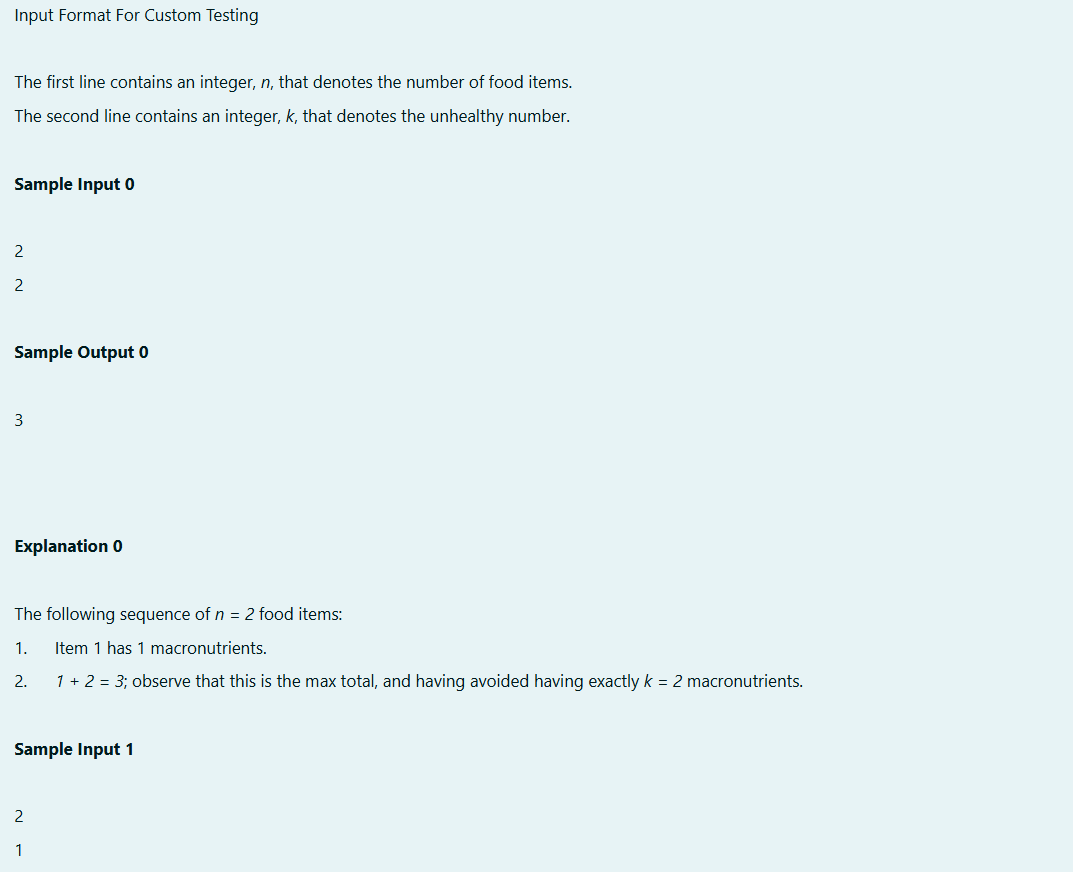 Input Format For Custom Testing
The first line contains an integer, n, that denotes the number of food items.
The second line contains an integer, k, that denotes the unhealthy number.
Sample Input 0
2
2
Sample Output 0
3
Explanation 0
The following sequence of n = 2 food items:
1. Item 1 has 1 macronutrients.
2. 1 + 2 = 3; observe that this is the max total, and having avoided having exactly k = 2 macronutrients.
Sample Input 1
2
1